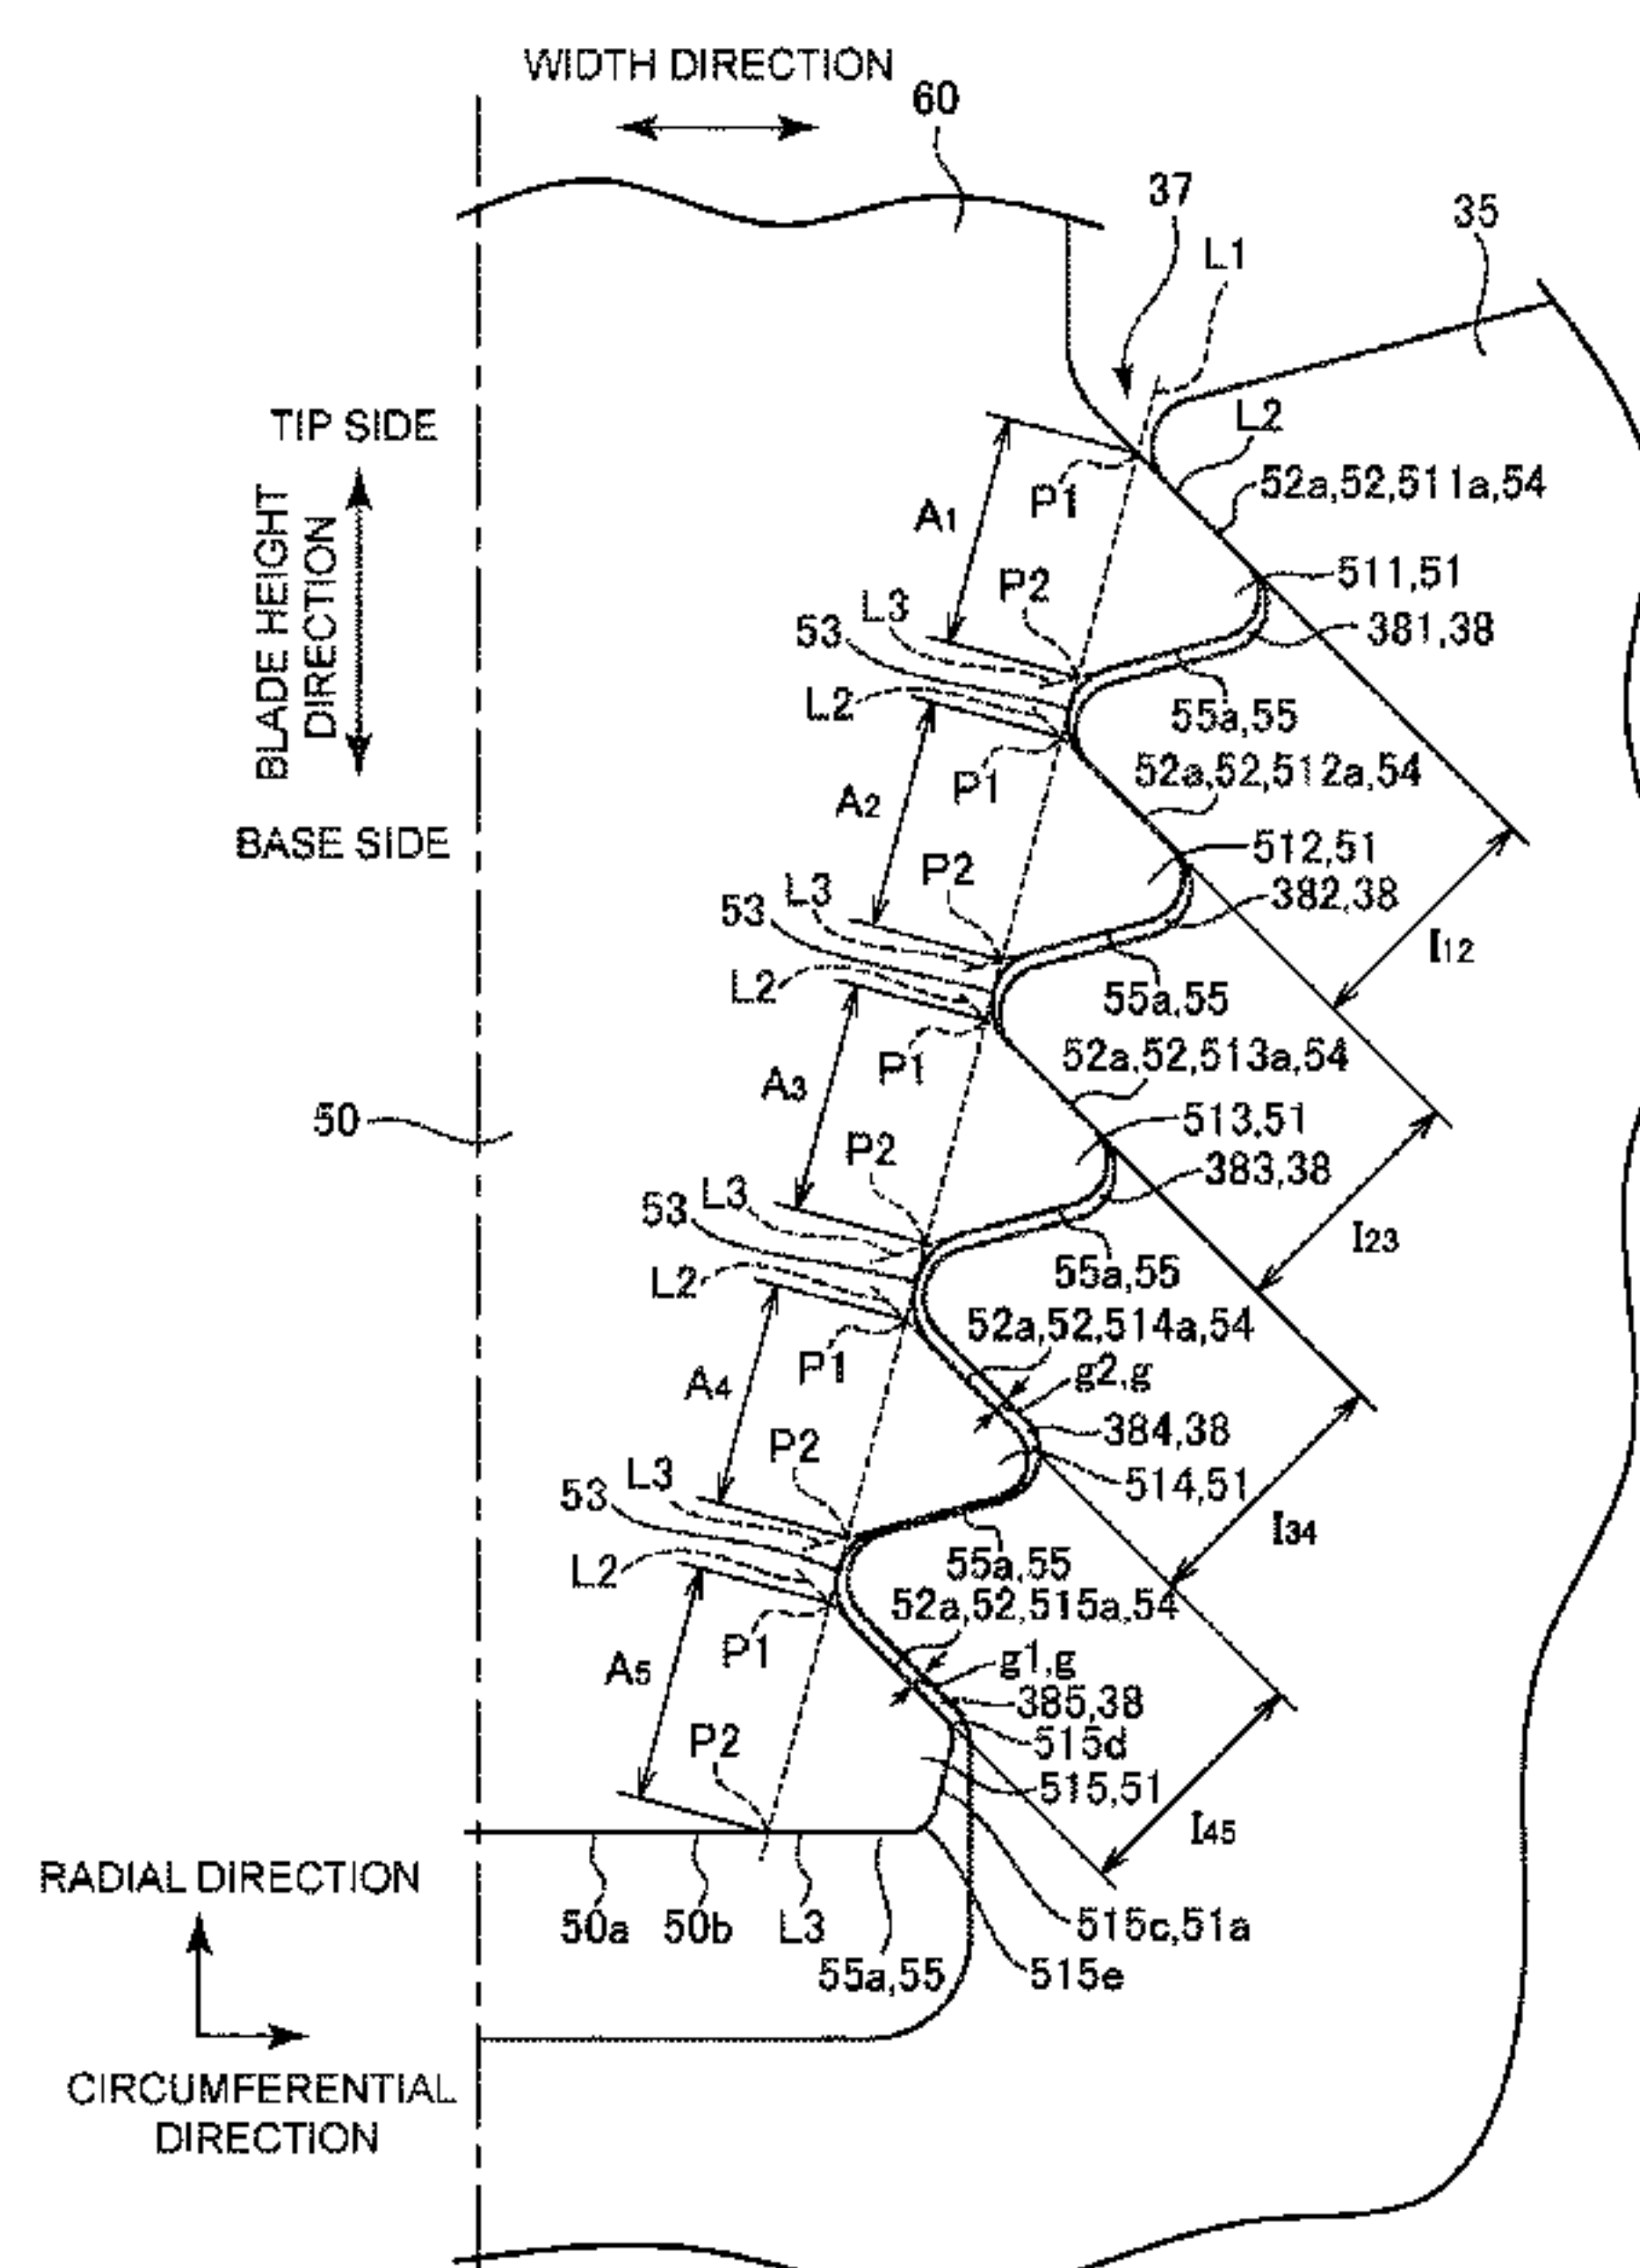 WIDTH DIRECTION
60
37
35
L1
TIP SIDE
L2
P1
52a,52,511a,54
A1
BLADE HEIGHT
DIRECTION
P2
511,51
L3
53
381,38
L2
55a,55
P1
52a,52,512a,54
A2
BASE SIDE
512,51
P2
L3
382,38
53
I12
L2
55a,55
P1
52a,52,513a,54
A3
50
513,51
P2
383,38
L3
53
I23
L2
55a,55
52a,52,514a,54
P1
g2,g
A4
384,38
P2
514,51
L3
I34
53
L2
55a,55
52a,52,515a,54
P1
g1,g
A5
385,38
P2
515d
515,51
I45
RADIAL DIRECTION
50a
50b
L3
515c,51a
55a,55
515e
CIRCUMFERENTIAL
DIRECTION